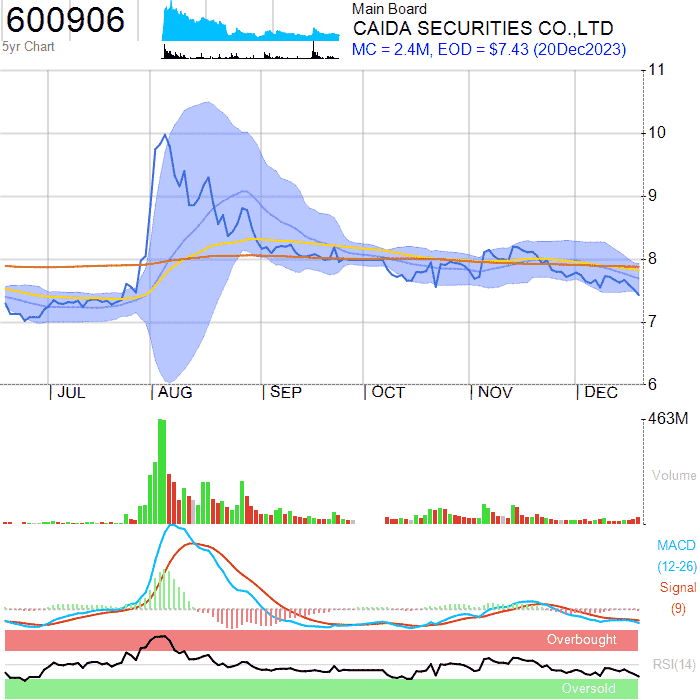 600906
5yr Chart
Main Board
CAIDA SECURITIES CO.,LTD
MC = 2.4M, EOD = $7.43 (20Dec2023)
11
10
9
8
7
6
| JUL | AUG | SEP | OCT | NOV | DEC
463M
Volume
MACD
(12-26)
Signal
(9)
Overbought
RSI(14)
Oversold